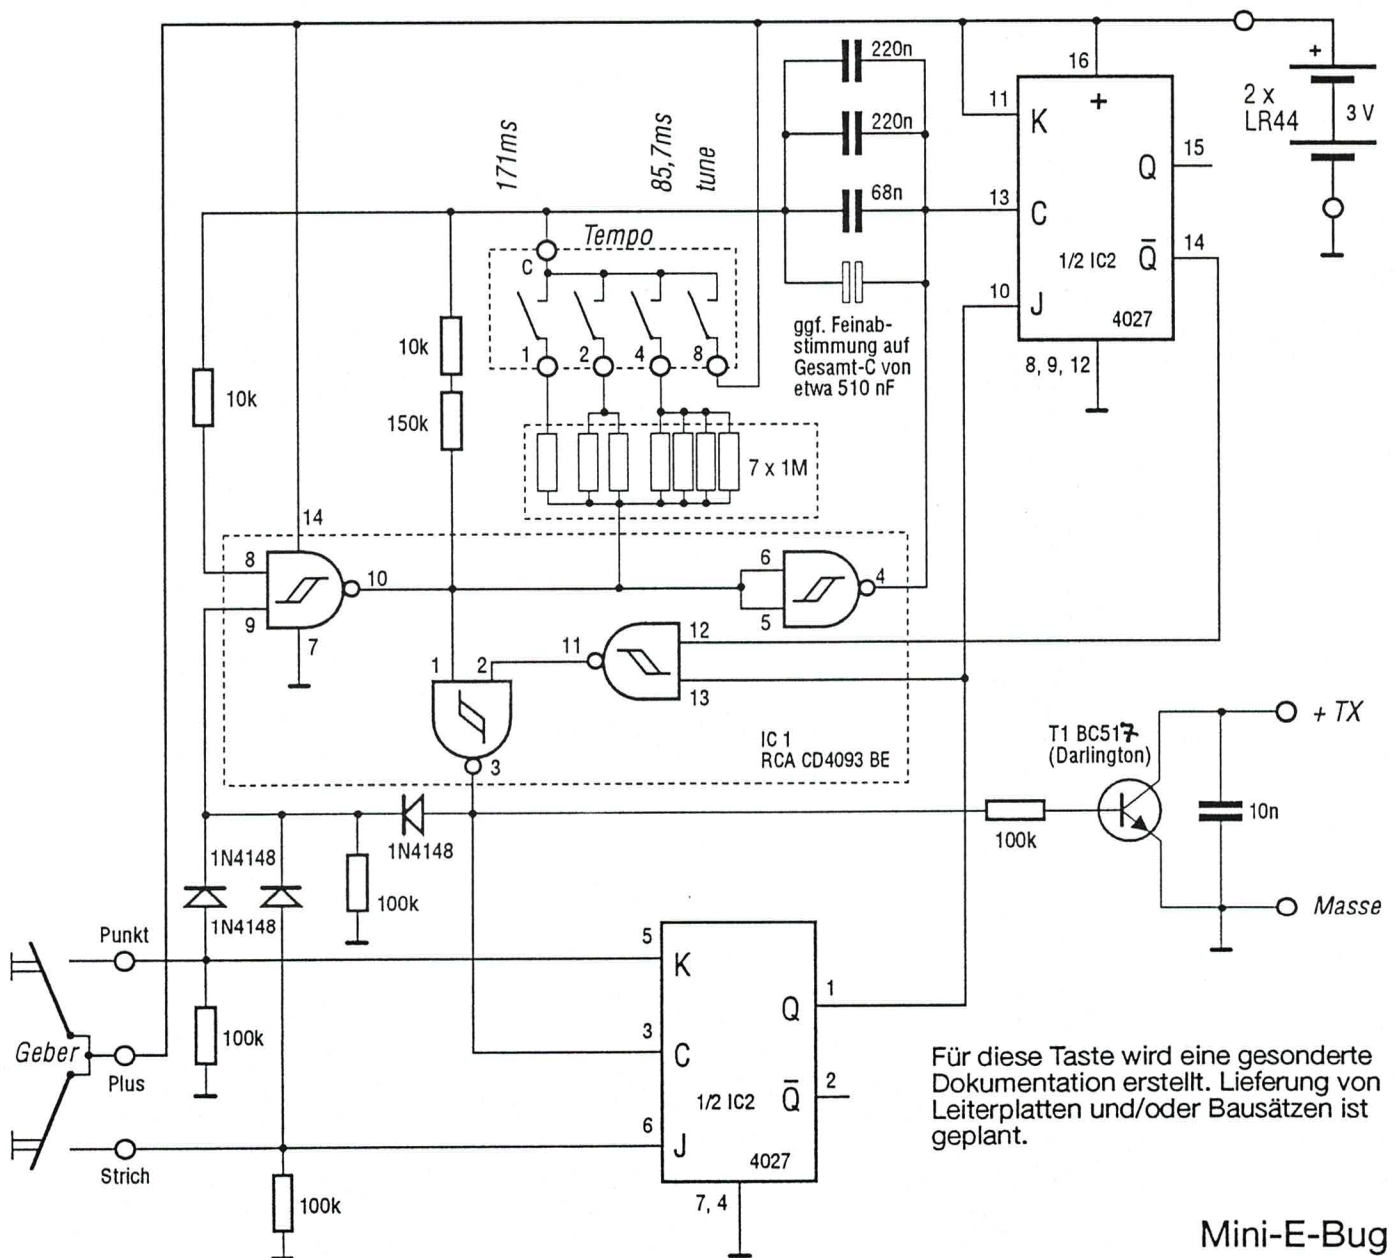 220n
16
+
+
11
2 x
LR44
3 V
K
171ms
85,7ms
tune
220n
Q
15
68n
13
C
14
Tempo
C
1/2 IC2
Q
10
J
4027
ggf. Feinab-
stimmung auf
Gesamt-C von
etwa 510 nF
10k
1
2
4
8
8, 9, 12
10k
150k
7 x 1M
14
8
10
6
4
9
5
7
12
11
1
2
13
IC 1
RCA CD4093 BE
T1 BC517
(Darlington)
+ TX
3
10n
100k
1N4148
1N4148
100k
1N4148
Masse
Punkt
5
K
1
Q
100k
3
C
Geber
Plus
1/2 IC2
2
Q
Für diese Taste wird eine gesonderte
Dokumentation erstellt. Lieferung von
Leiterplatten und/oder Bausätzen ist
geplant.
6
J
4027
Strich
100k
7, 4
Mini-E-Bug